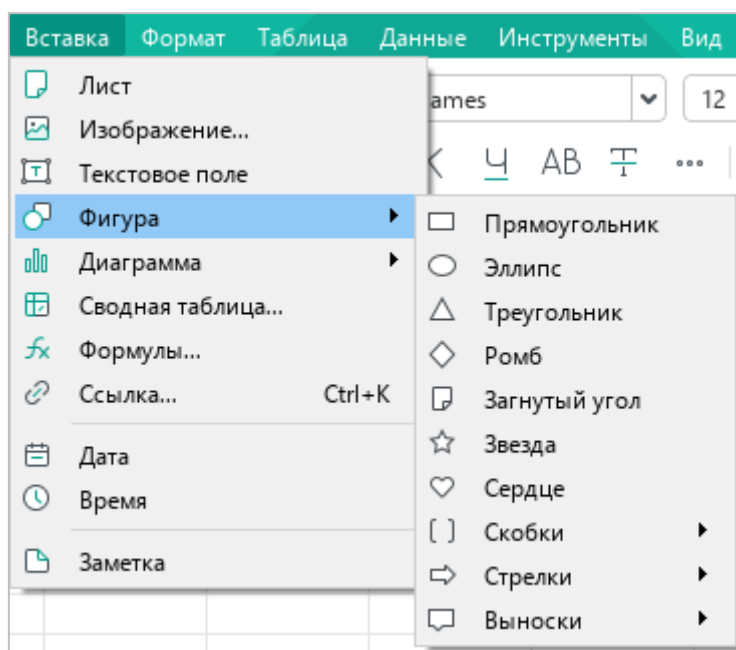 Вставка Формат Таблица Данные Инструменты Вид
Лист
Изображение...
Текстовое поле
Фигура
Диаграмма
Сводная таблица...
Формулы...
Ссылка... Ctrl+K
Дата
Время
Заметка
12
Ч АВ Т
Прямоугольник
Эллипс
Треугольник
Ромб
Загнутый угол
Звезда
Сердце
Скобки
Стрелки
Выноски